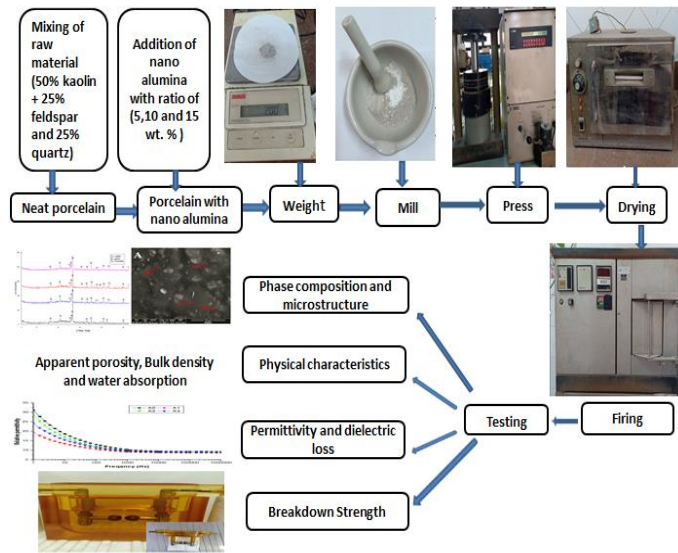 Mixing of
raw
material
(50% kaolin
+ 25%
feldspar
and 25%
quartz)
Addition of
nano
alumina
with ratio of
(5,10 and 15
wt. % )
Neat porcelain
Porcelain with
nano alumina
Weight
Mill
Press
Drying
A
Phase composition and
microstructure
Apparent porosity, Bulk density
and water absorption
Physical characteristics
Permittivity and dielectric
loss
Testing
Firing
Frequency (Hz)
Breakdown Strength